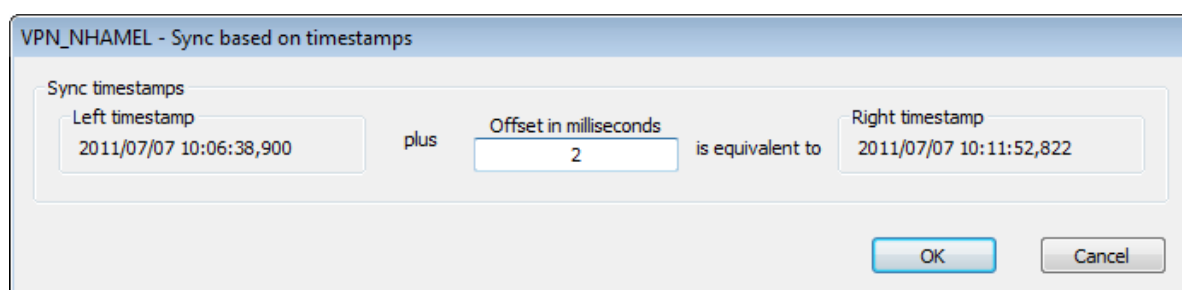 VPN_NHAMEL - Sync based on timestamps
Sync timestamps
Left timestamp
2011/07/07 10:06:38,900
plus
Offset in milliseconds
2
is equivalent to
Right timestamp
2011/07/07 10:11:52,822
OK
Cancel